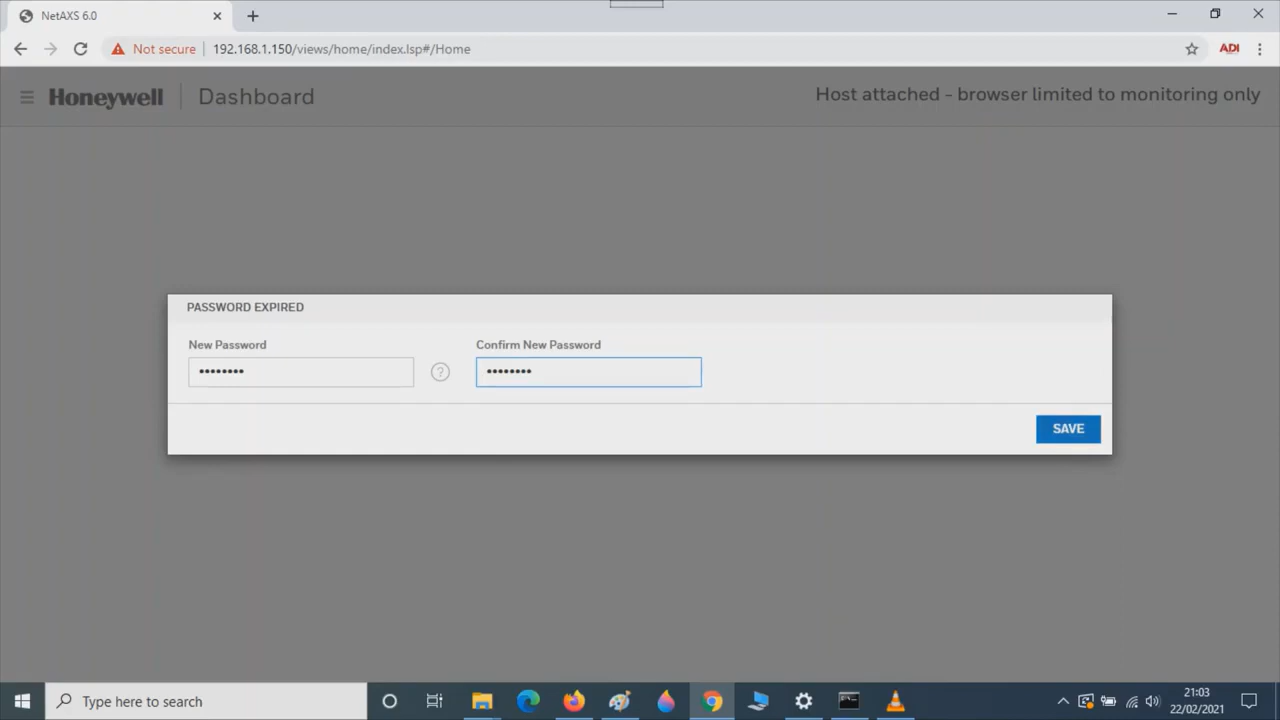 NetAXS 6.0
Not secure
192.168.1.150/views/home/index.lsp#/Home
ADI
Honeywell
Dashboard
Host attached - browser limited to monitoring only
PASSWORD EXPIRED
New Password
Confirm New Password
••••••••
?
••••••••
SAVE
Type here to search
21:03
22/02/2021